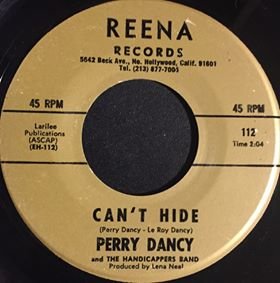 REENA
RECORDS
5642 Beck Ave., No. Hollywood, Calif. 91601
Tel. (213) 877-7005
45 RPM
45 RPM
Larilee
Publications
(ASCAP)
(EH-112)
112
Time 2:04
CAN'T HIDE
(Perry Dancy - Le Roy Dancy)
PERRY DANCY
and THE HANDICAPPERS BAND
Produced by Lena Neal